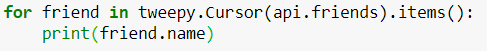 for friend in tweepy.Cursor(api.friends).items():
    print(friend.name)